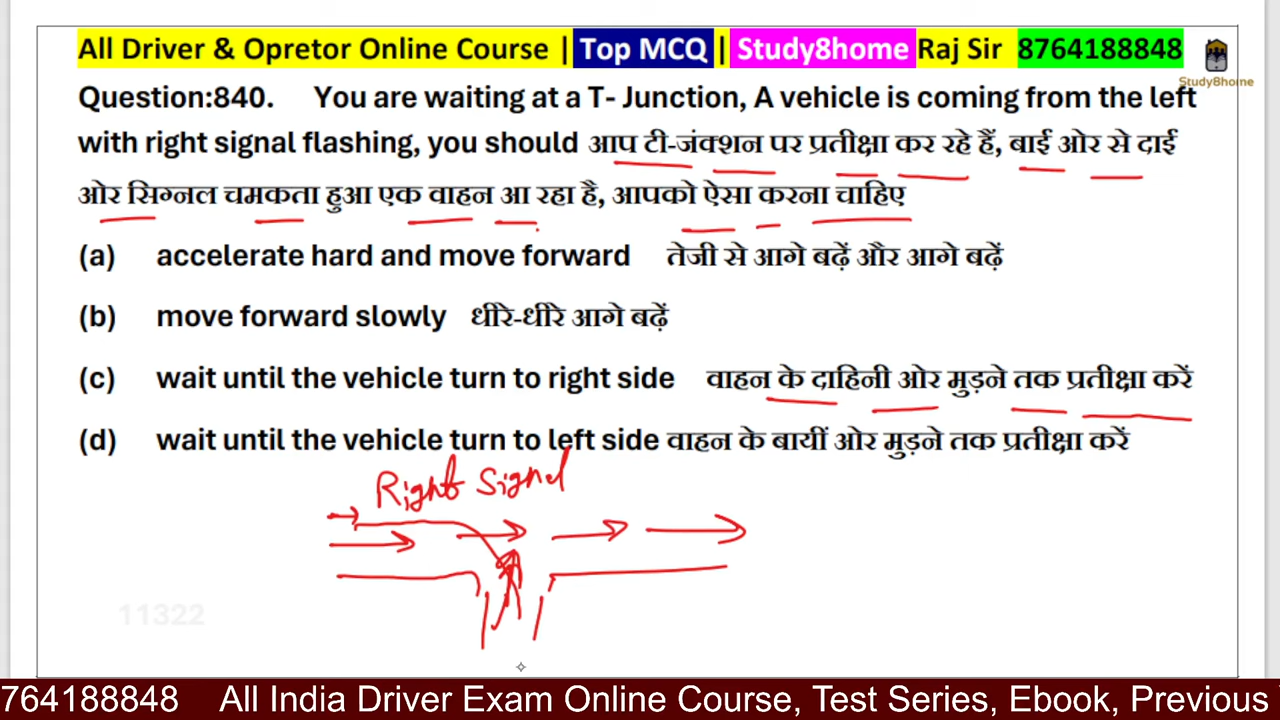 All Driver & Opretor Online Course | Top MCQ | Study8home Raj Sir 8764188848
Study8home
Question:840. You are waiting at a T- Junction, A vehicle is coming from the left
with right signal flashing, you should आप टी-जंक्शन पर प्रतीक्षा कर रहे हैं, बाई ओर से दाई
ओर सिग्नल चमकता हुआ एक वाहन आ रहा है, आपको ऐसा करना चाहिए
(a) accelerate hard and move forward तेजी से आगे बढ़ें और आगे बढ़ें
(b) move forward slowly धीरे-धीरे आगे बढ़ें
(c) wait until the vehicle turn to right side वाहन के दाहिनी ओर मुड़ने तक प्रतीक्षा करें
(d) wait until the vehicle turn to left side वाहन के बायीं ओर मुड़ने तक प्रतीक्षा करें
Right Signal
11322
764188848 All India Driver Exam Online Course, Test Series, Ebook, Previous